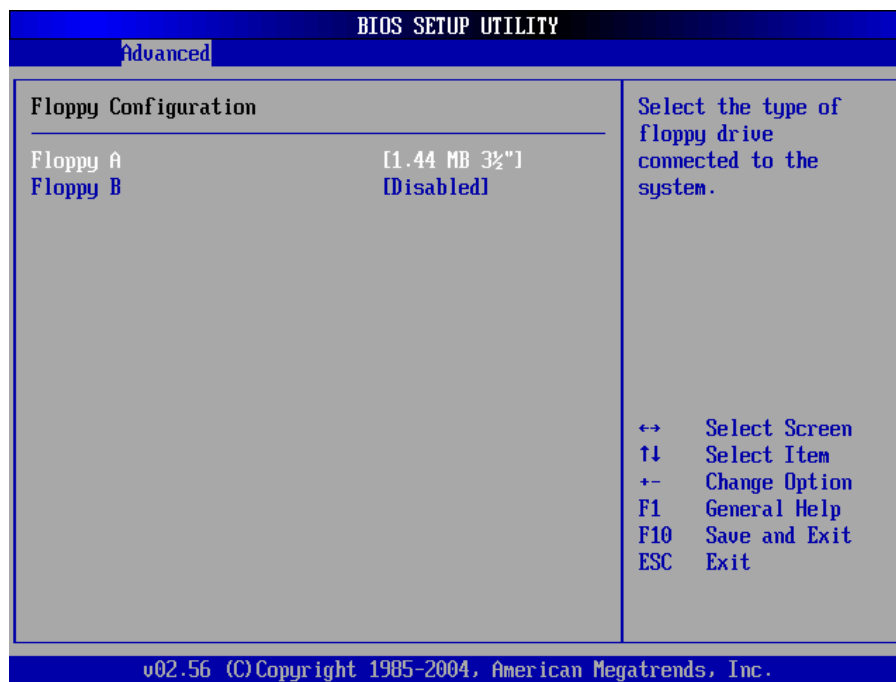 BIOS SETUP UTILITY
Advanced
Floppy Configuration
Floppy A [1.44 MB 3½"]
Floppy B [Disabled]
Select the type of
floppy drive
connected to the
system.
←→ Select Screen
↑↓ Select Item
+- Change Option
F1 General Help
F10 Save and Exit
ESC Exit
v02.56 (C)Copyright 1985-2004, American Megatrends, Inc.